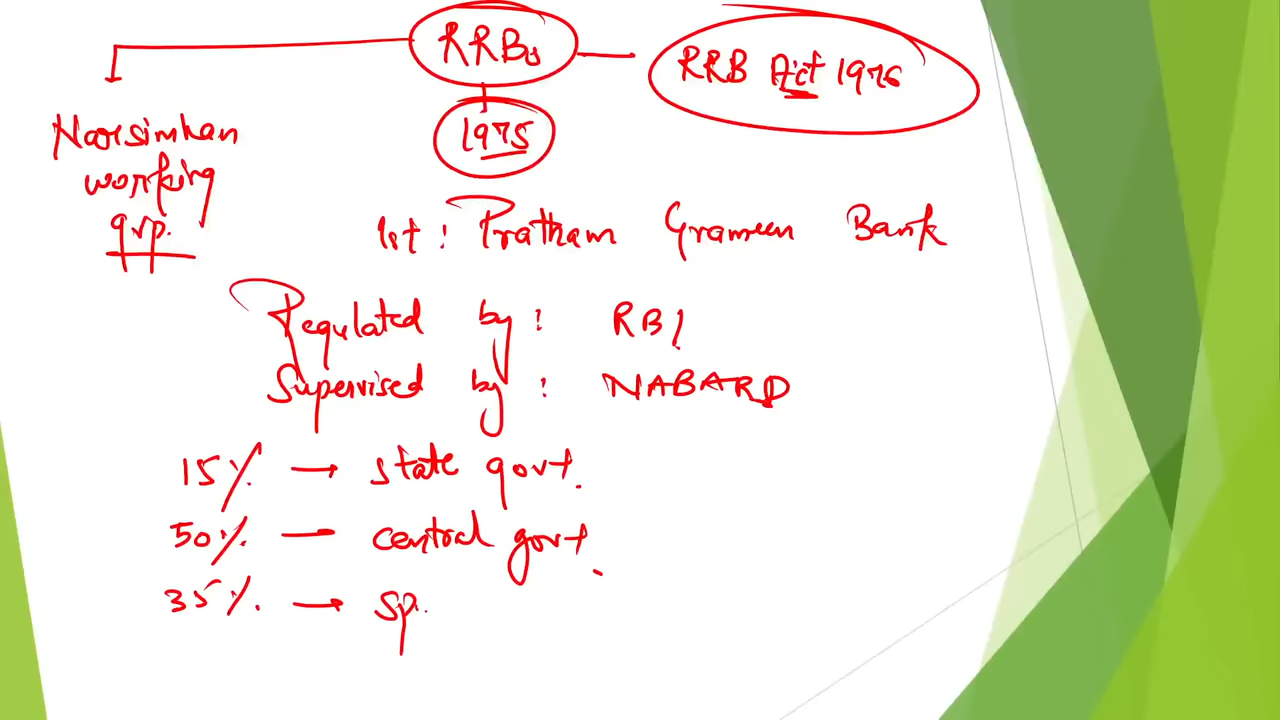 RRBs
RRB Act 1976
1975
Narsimhan
working
grp.
1st : Pratham Grameen Bank
Regulated by : RBI
Supervised by : NABARD
15% → state govt.
50% → central govt.
35% → Sp.